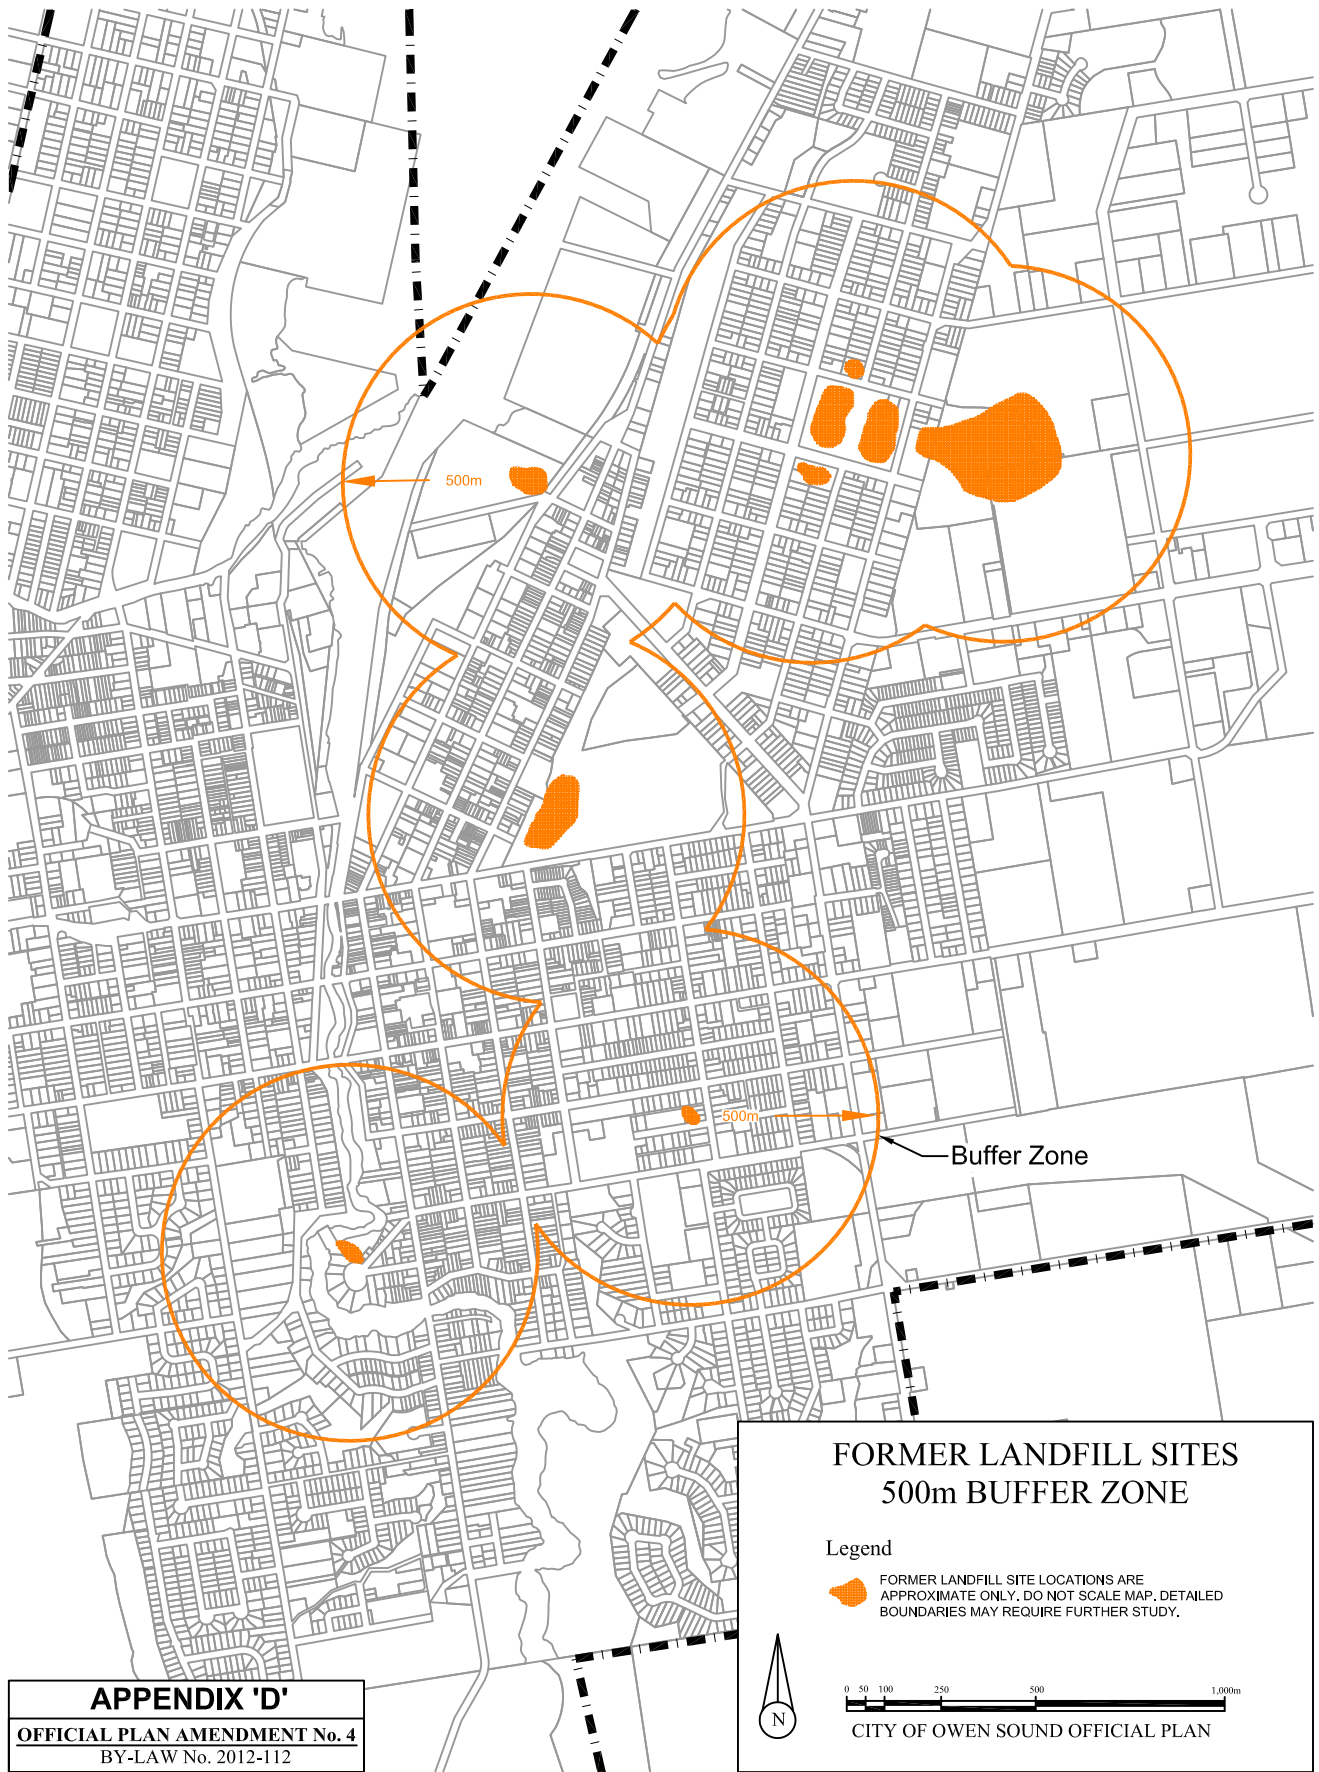 500m
500m
Buffer Zone
FORMER LANDFILL SITES
500m BUFFER ZONE
Legend
FORMER LANDFILL SITE LOCATIONS ARE
APPROXIMATE ONLY. DO NOT SCALE MAP. DETAILED
BOUNDARIES MAY REQUIRE FURTHER STUDY.
N
0 50 100 250 500 1,000m
CITY OF OWEN SOUND OFFICIAL PLAN
APPENDIX 'D'
OFFICIAL PLAN AMENDMENT No. 4
BY-LAW No. 2012-112